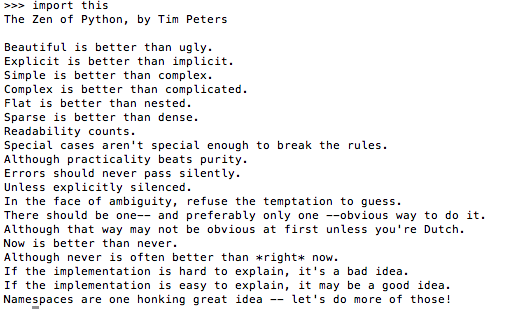 >>> import this
The Zen of Python, by Tim Peters
Beautiful is better than ugly.
Explicit is better than implicit.
Simple is better than complex.
Complex is better than complicated.
Flat is better than nested.
Sparse is better than dense.
Readability counts.
Special cases aren't special enough to break the rules.
Although practicality beats purity.
Errors should never pass silently.
Unless explicitly silenced.
In the face of ambiguity, refuse the temptation to guess.
There should be one-- and preferably only one --obvious way to do it.
Although that way may not be obvious at first unless you're Dutch.
Now is better than never.
Although never is often better than *right* now.
If the implementation is hard to explain, it's a bad idea.
If the implementation is easy to explain, it may be a good idea.
Namespaces are one honking great idea -- let's do more of those!